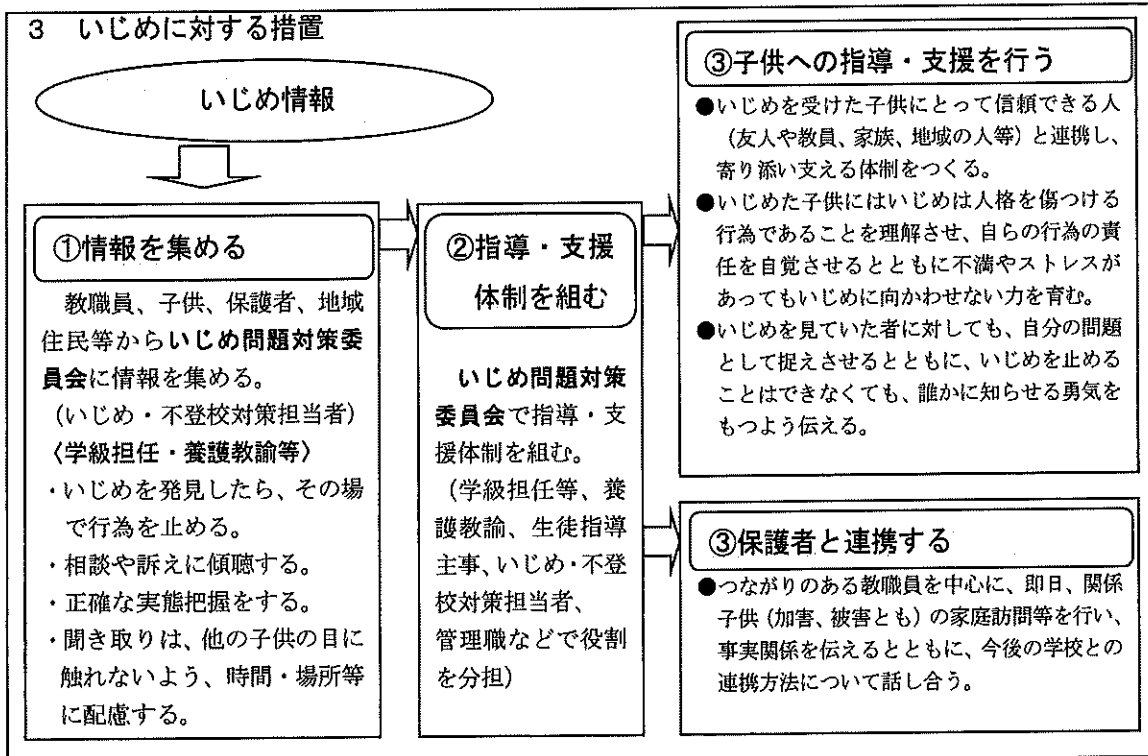 3 いじめに対する措置
いじめ情報
①情報を集める
教職員、子供、保護者、地域
住民等からいじめ問題対策委
員会に情報を集める。
(いじめ・不登校対策担当者)
〈学級担任・養護教諭等〉
・いじめを発見したら、その場
で行為を止める。
・相談や訴えに傾聴する。
・正確な実態把握をする。
・聞き取りは、他の子供の目に
触れないよう、時間・場所等
に配慮する。
②指導・支援
体制を組む
いじめ問題対策
委員会で指導・支
援体制を組む。
(学級担任等、養
護教諭、生徒指導
主事、いじめ・不登
校対策担当者、
管理職などで役割
を分担)
③子供への指導・支援を行う
●いじめを受けた子供にとって信頼できる人
(友人や教員、家族、地域の人等)と連携し、
寄り添い支える体制をつくる。
●いじめた子供にはいじめは人格を傷つける
行為であることを理解させ、自らの行為の責
任を自覚させるとともに不満やストレスが
あってもいじめに向かわせない力を育む。
●いじめを見ていた者に対しても、自分の問題
として捉えさせるとともに、いじめを止める
ことはできなくても、誰かに知らせる勇気を
もつよう伝える。
③保護者と連携する
●つながりのある教職員を中心に、即日、関係
子供(加害、被害とも)の家庭訪問等を行い、
事実関係を伝えるとともに、今後の学校との
連携方法について話し合う。